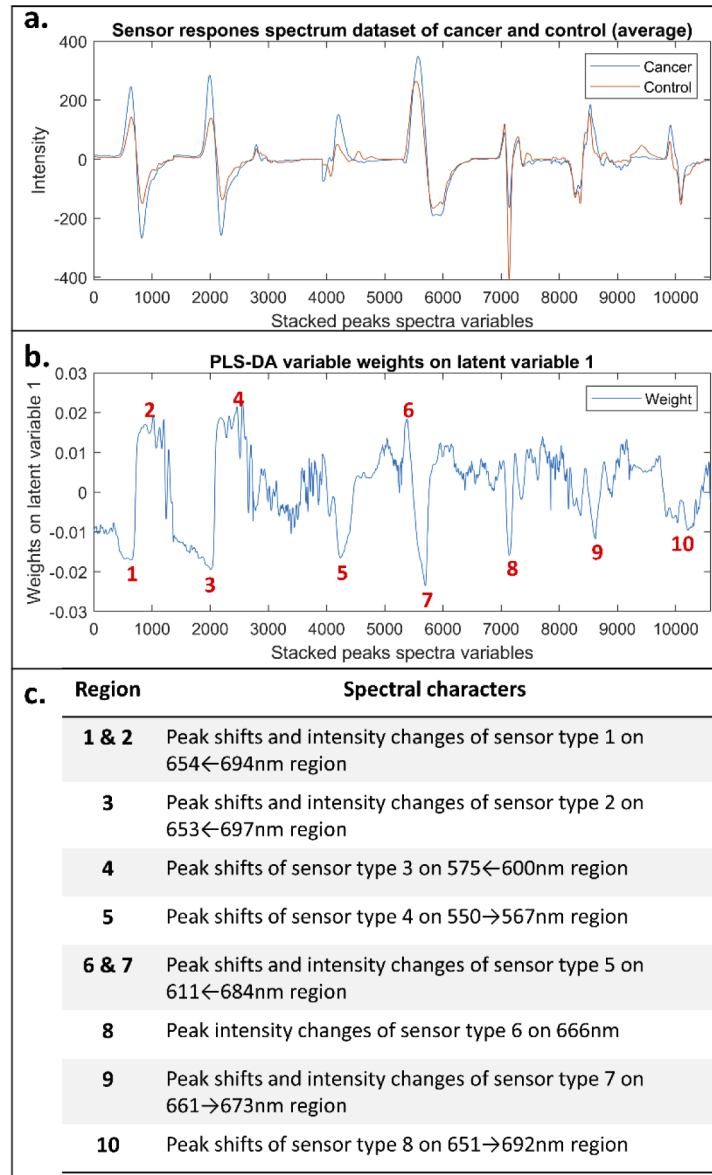 a.
Sensor respones spectrum dataset of cancer and control (average)
400
200
0
-200
-400
Intensity
Cancer
Control
0 1000 2000 3000 4000 5000 6000 7000 8000 9000 10000
Stacked peaks spectra variables
b.
PLS-DA variable weights on latent variable 1
0.03
0.02
0.01
0
-0.01
-0.02
-0.03
Weights on latent variable 1
Weight
1
2
3
4
5
6
7
8
9
10
0 1000 2000 3000 4000 5000 6000 7000 8000 9000 10000
Stacked peaks spectra variables
c.
Region Spectral characters
1 & 2 Peak shifts and intensity changes of sensor type 1 on
654←694nm region
3 Peak shifts and intensity changes of sensor type 2 on
653←697nm region
4 Peak shifts of sensor type 3 on 575←600nm region
5 Peak shifts of sensor type 4 on 550→567nm region
6 & 7 Peak shifts and intensity changes of sensor type 5 on
611←684nm region
8 Peak intensity changes of sensor type 6 on 666nm
9 Peak shifts and intensity changes of sensor type 7 on
661→673nm region
10 Peak shifts of sensor type 8 on 651→692nm region